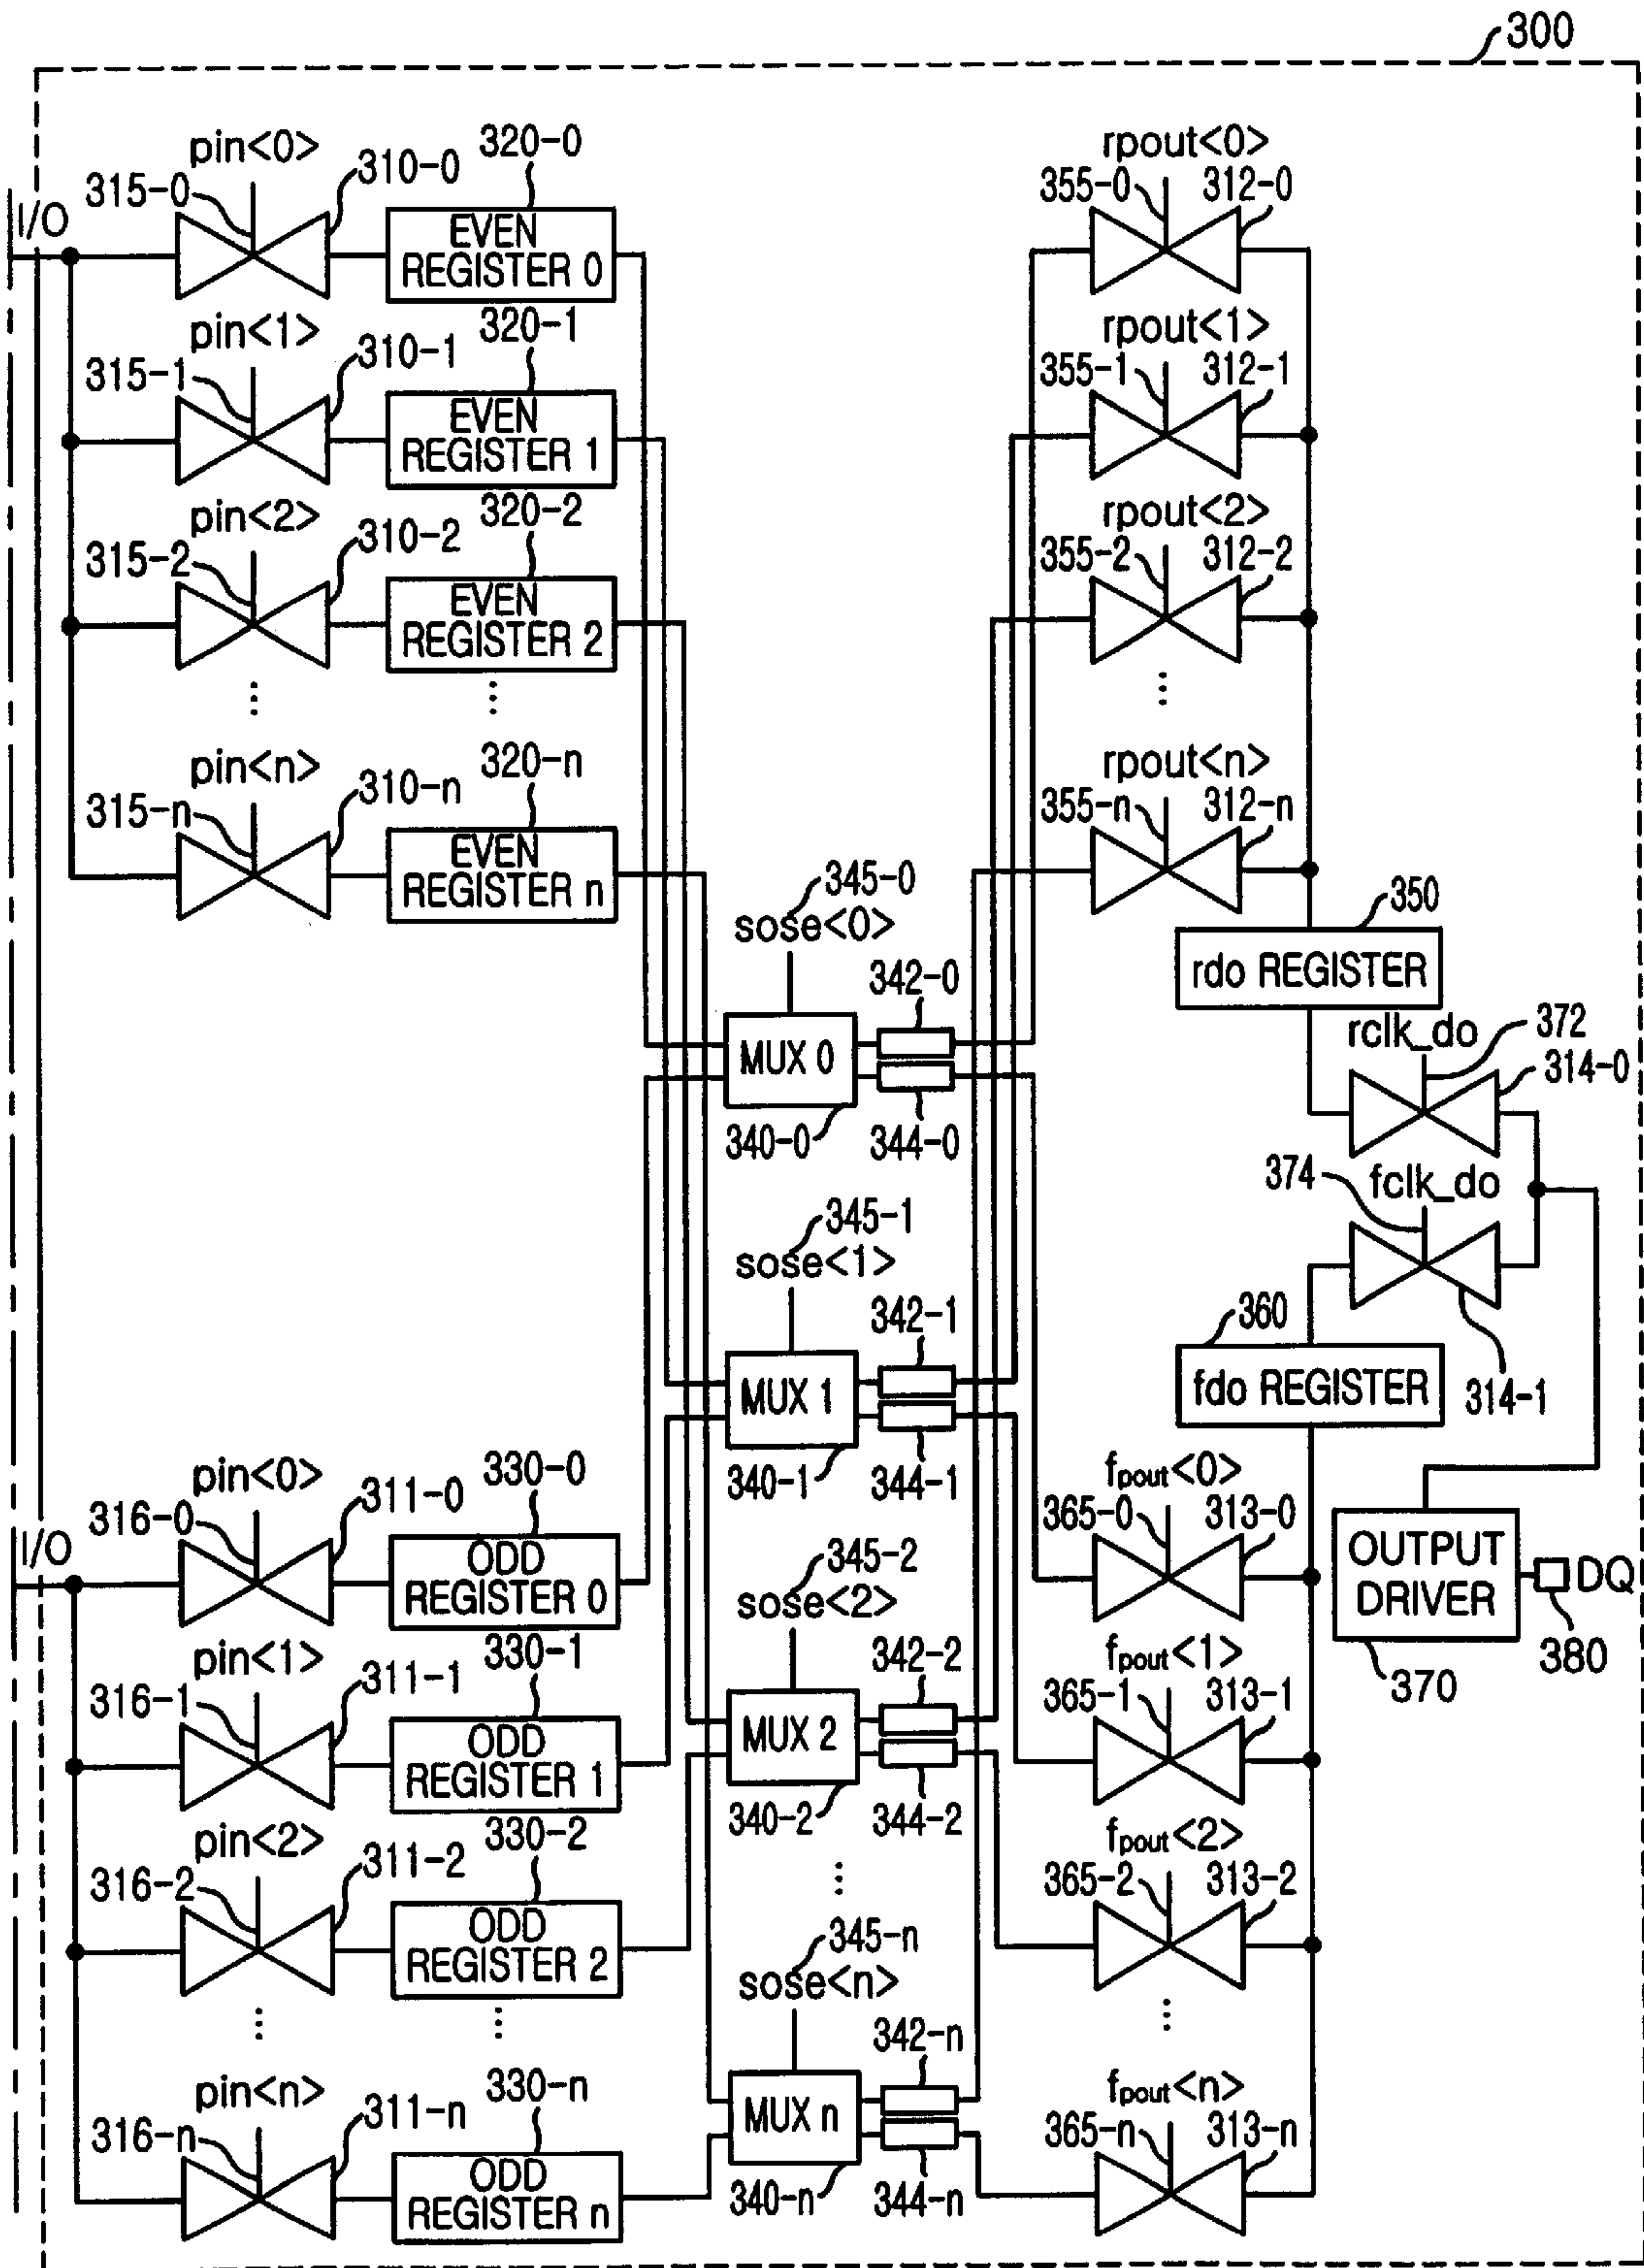 300
pin<0>
315-0
310-0
320-0
I/O
EVEN
REGISTER 0
pin<1>
315-1
310-1
320-1
EVEN
REGISTER 1
pin<2>
315-2
310-2
320-2
EVEN
REGISTER 2
...
...
pin<n>
315-n
310-n
320-n
EVEN
REGISTER n
rpout<0>
355-0
312-0
rpout<1>
355-1
312-1
rpout<2>
355-2
312-2
...
rpout<n>
355-n
312-n
350
rdo REGISTER
rclk_do
372
314-0
374
fclk_do
314-1
360
fdo REGISTER
345-0
sose<0>
342-0
MUX 0
340-0
344-0
345-1
sose<1>
342-1
MUX 1
340-1
344-1
345-2
sose<2>
342-2
MUX 2
340-2
344-2
...
345-n
sose<n>
342-n
MUX n
340-n
344-n
pin<0>
316-0
311-0
330-0
I/O
ODD
REGISTER 0
pin<1>
316-1
311-1
330-1
ODD
REGISTER 1
pin<2>
316-2
311-2
330-2
ODD
REGISTER 2
...
...
pin<n>
316-n
311-n
330-n
ODD
REGISTER n
fpout<0>
365-0
313-0
fpout<1>
365-1
313-1
fpout<2>
365-2
313-2
...
fpout<n>
365-n
313-n
OUTPUT
DRIVER
370
DQ
380